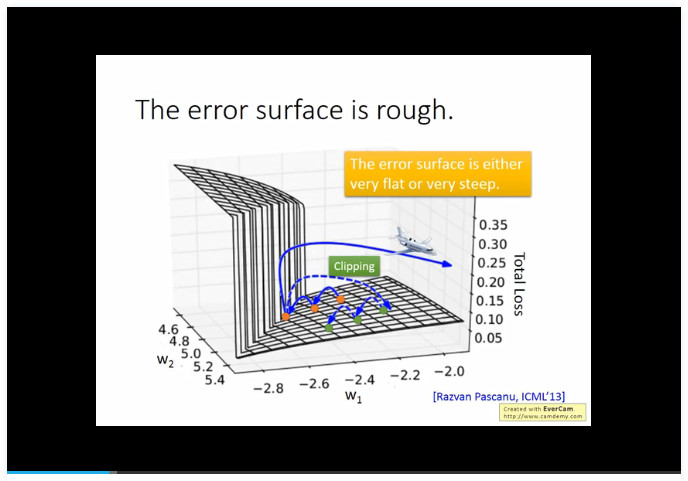 The error surface is rough.
The error surface is either
very flat or very steep.
Clipping
0.35
0.30
0.25
0.20
0.15
0.10
0.05
Total Loss
4.6
4.8
5.0
5.2
5.4
w2
−2.8
−2.6
−2.4
−2.2
−2.0
w1
[Razvan Pascanu, ICML’13]
Created with EverCam
http://www.camdemy.com